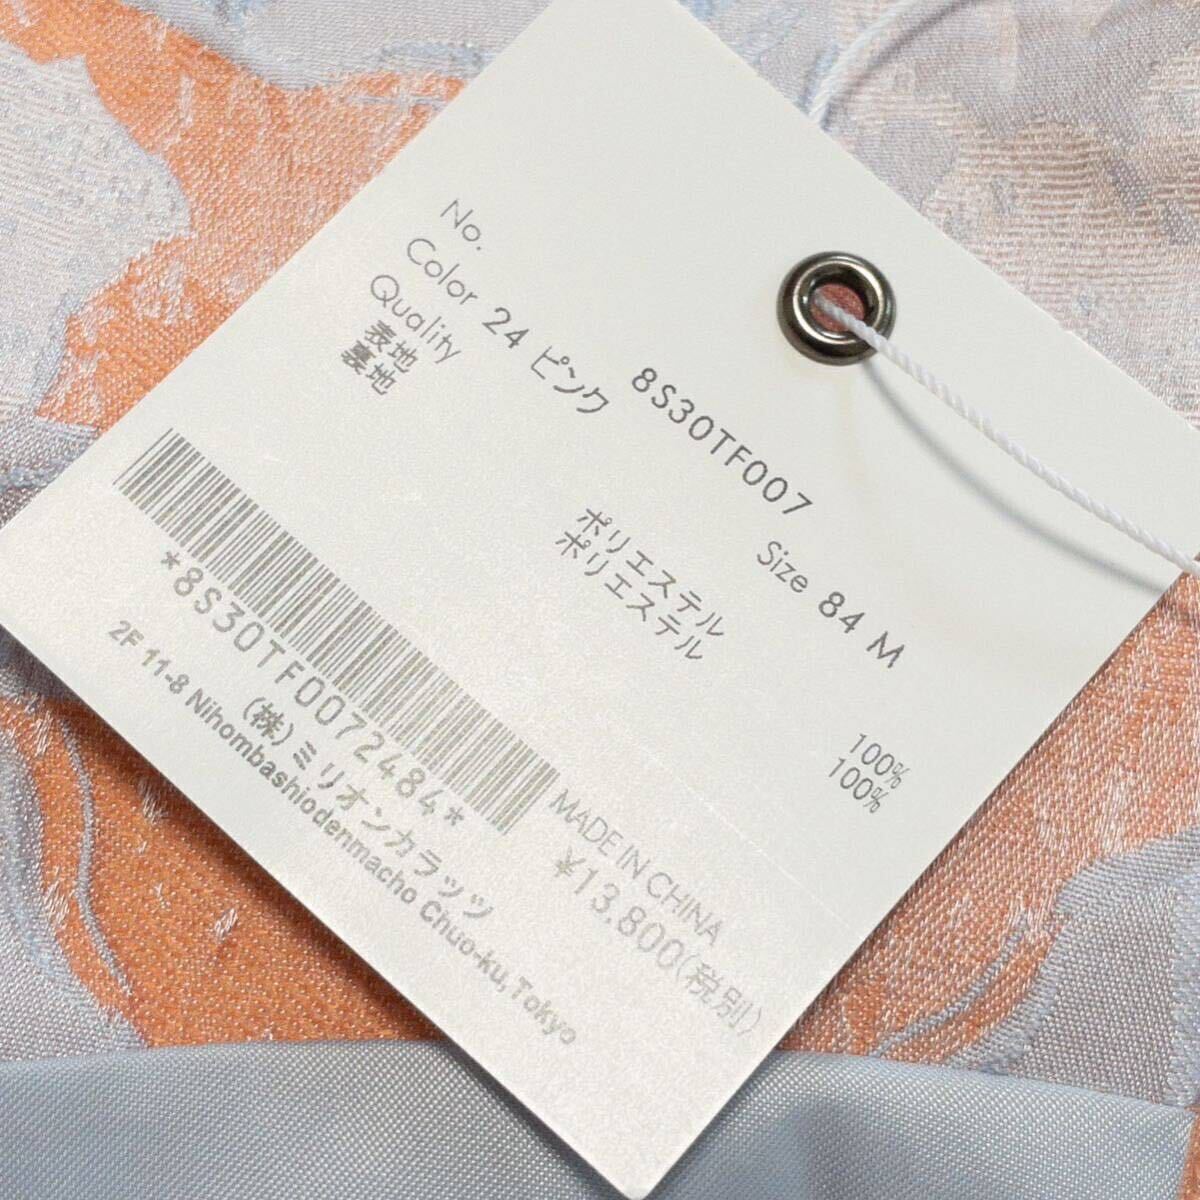 No. 8S30TF007
Color 24 ピンク Size 84 M
Quality
表地 ポリエステル 100%
裏地 ポリエステル 100%
*8S30TF0072484*
MADE IN CHINA
¥13,800(税別)
(株)ミリオンカラッツ
2F 11-8 Nihombashiodenmacho Chuo-ku, Tokyo